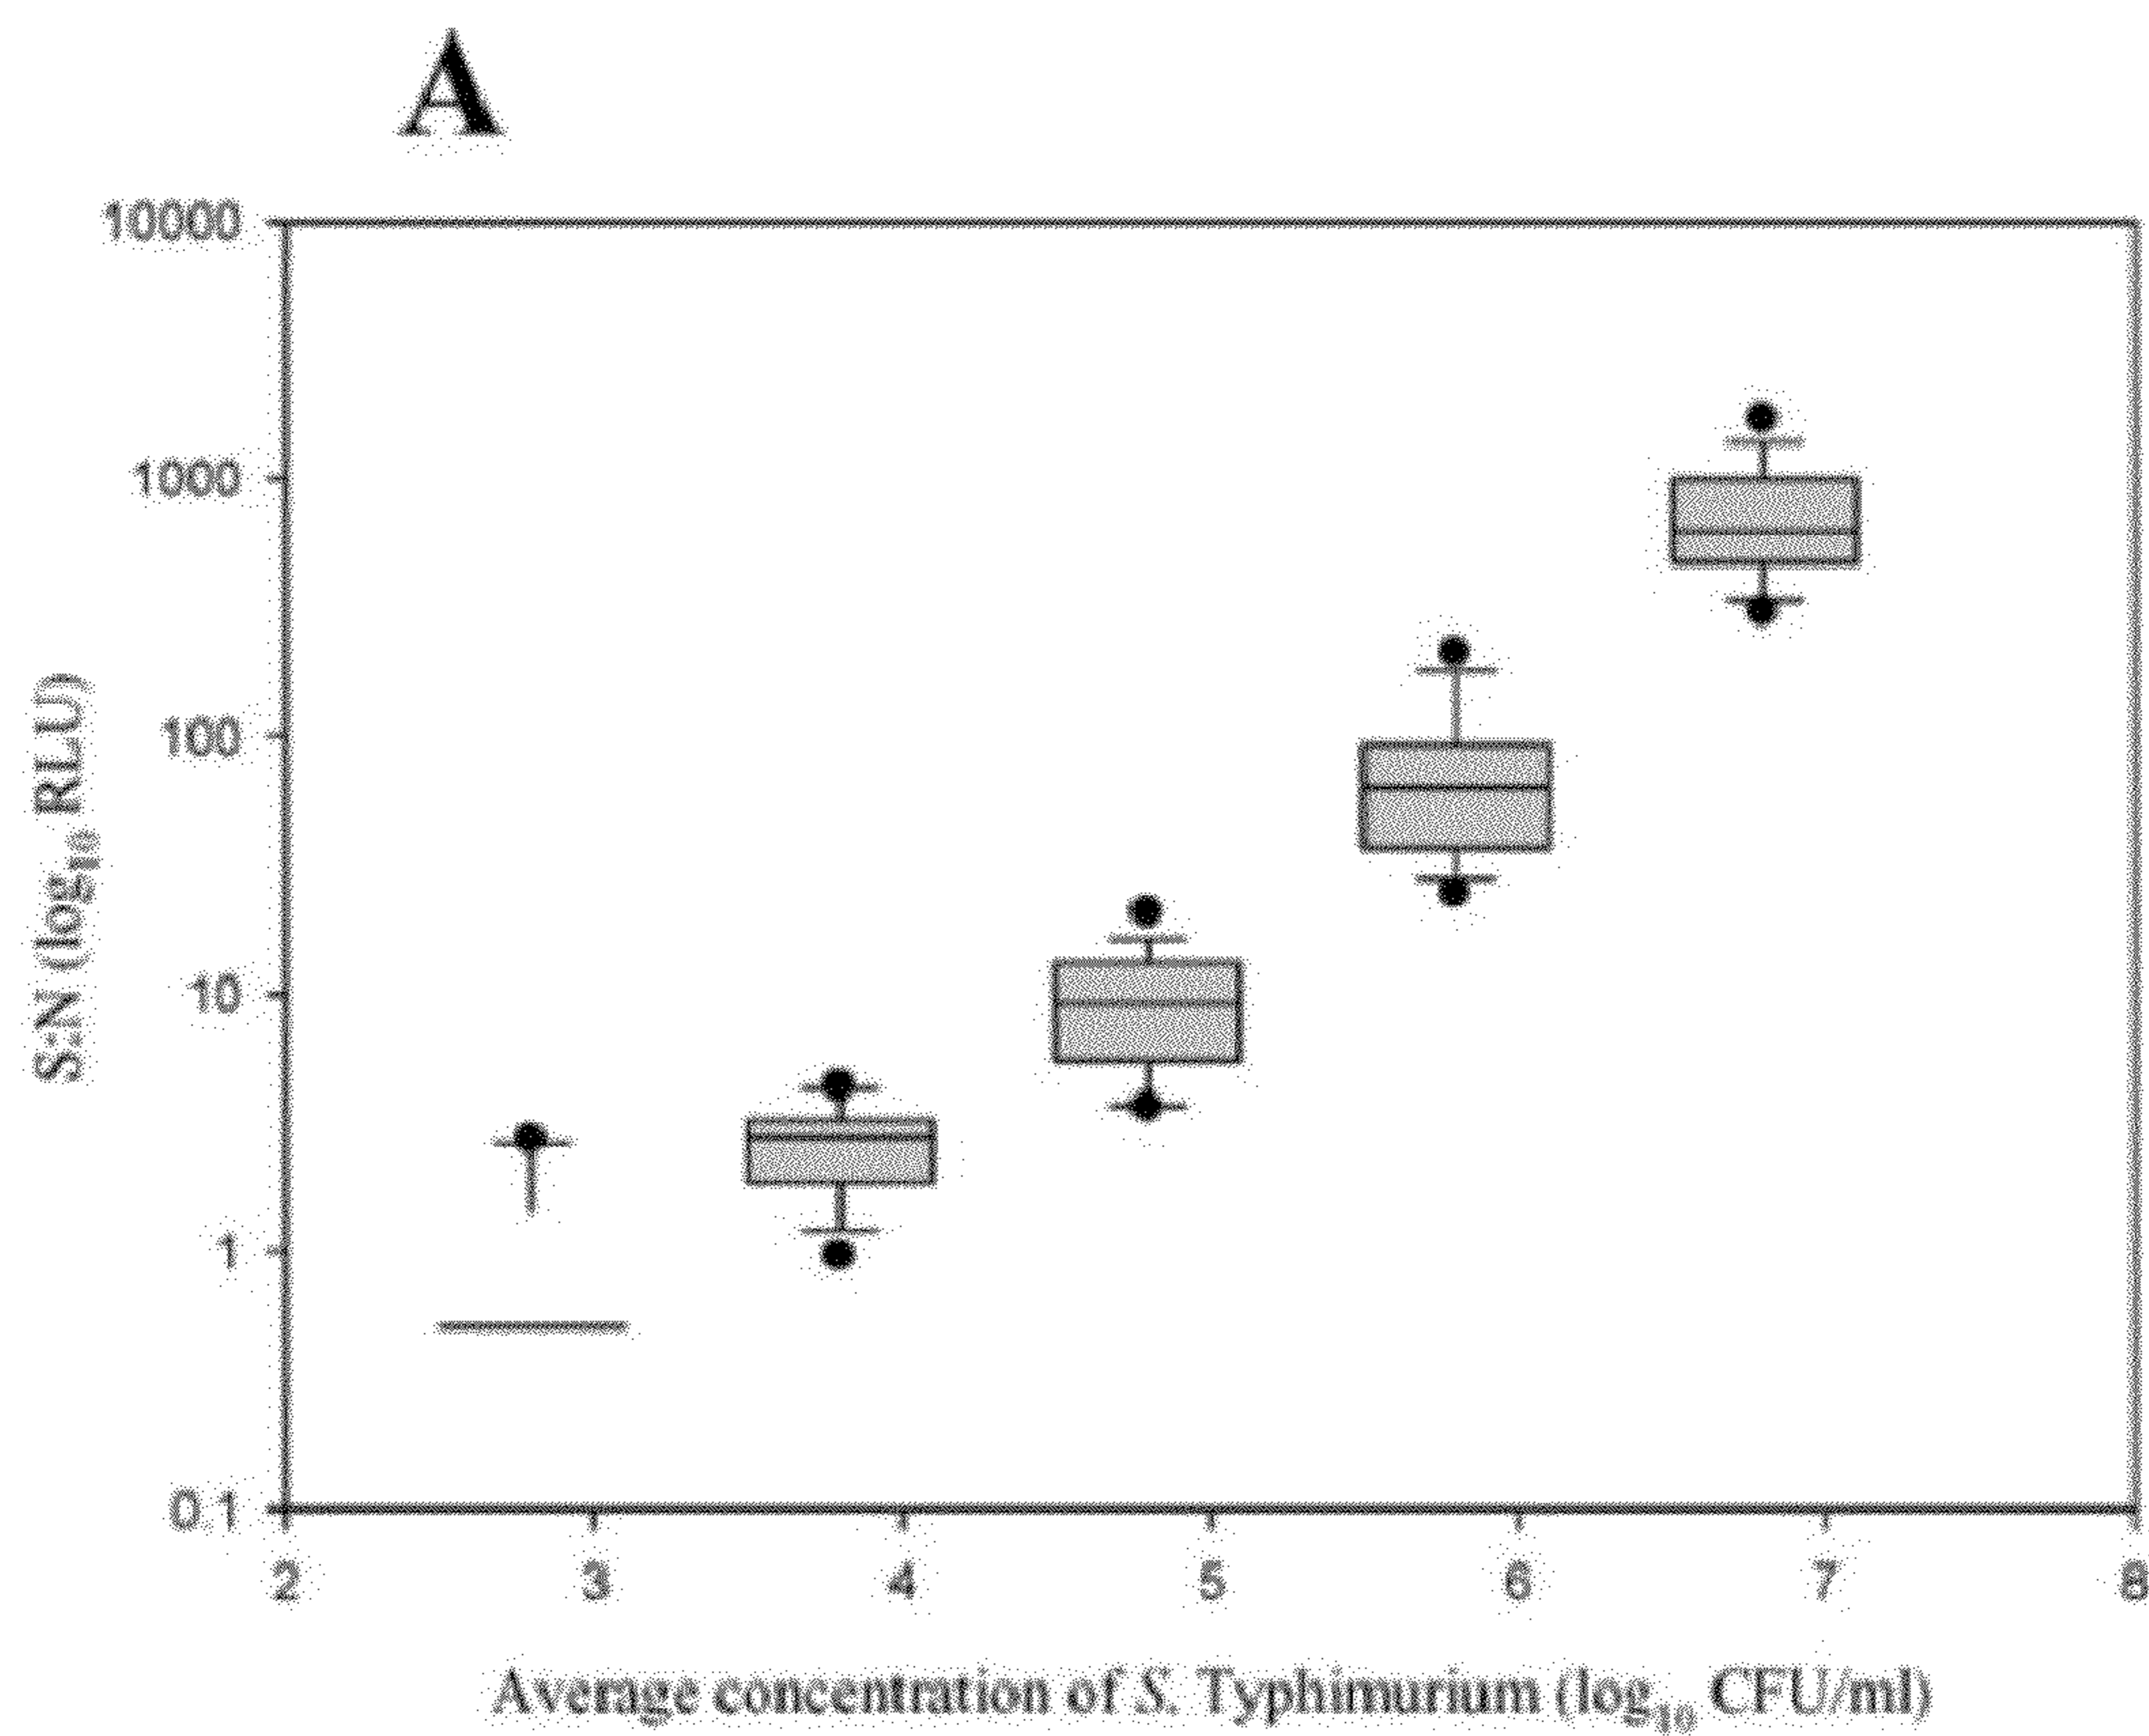 A
10000
1000
100
10
1
0 1
S:N (log10 RLU)
2 3 4 5 6 7 8
Average concentration of S. Typhimurium (log10 CFU/ml)